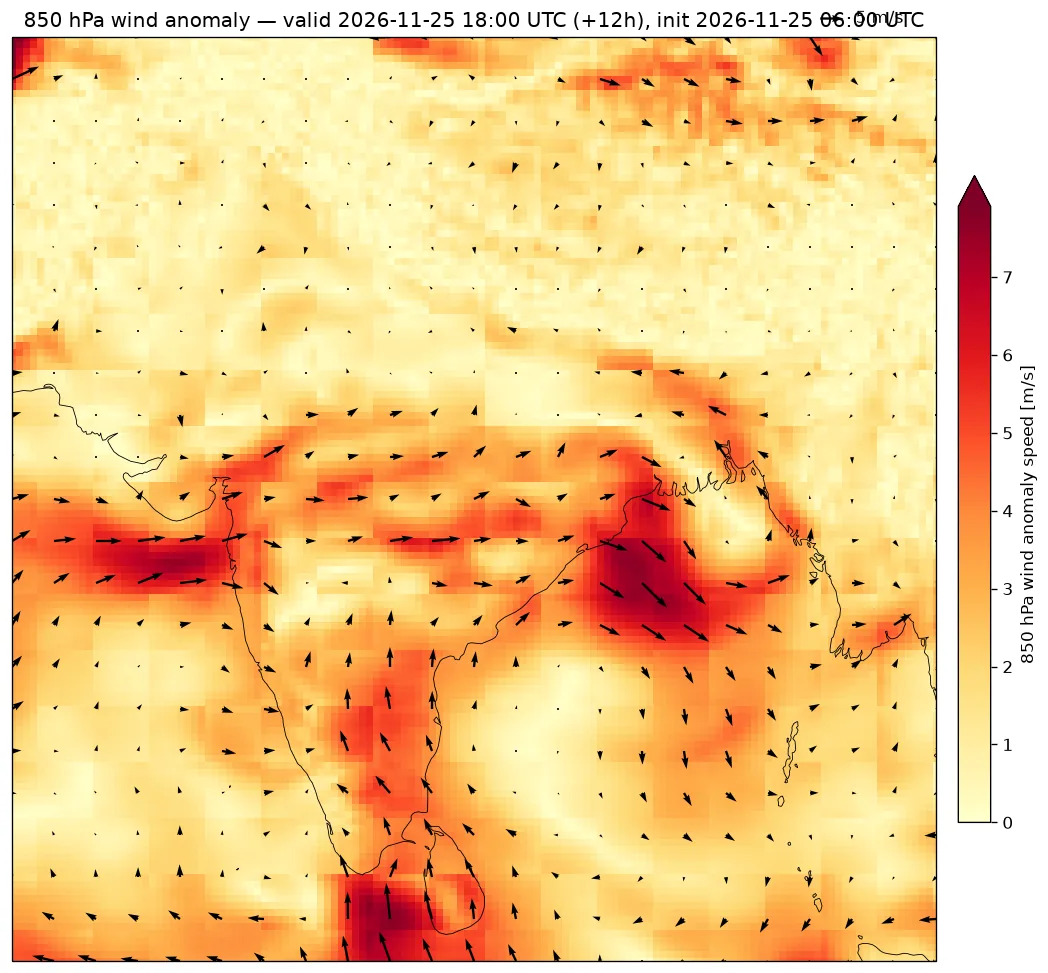 850 hPa wind anomaly — valid 2026-11-25 18:00 UTC (+12h), init 2026-11-25 06:00 UTC
5 m/s
7
6
5
4
3
2
1
0
850 hPa wind anomaly speed [m/s]